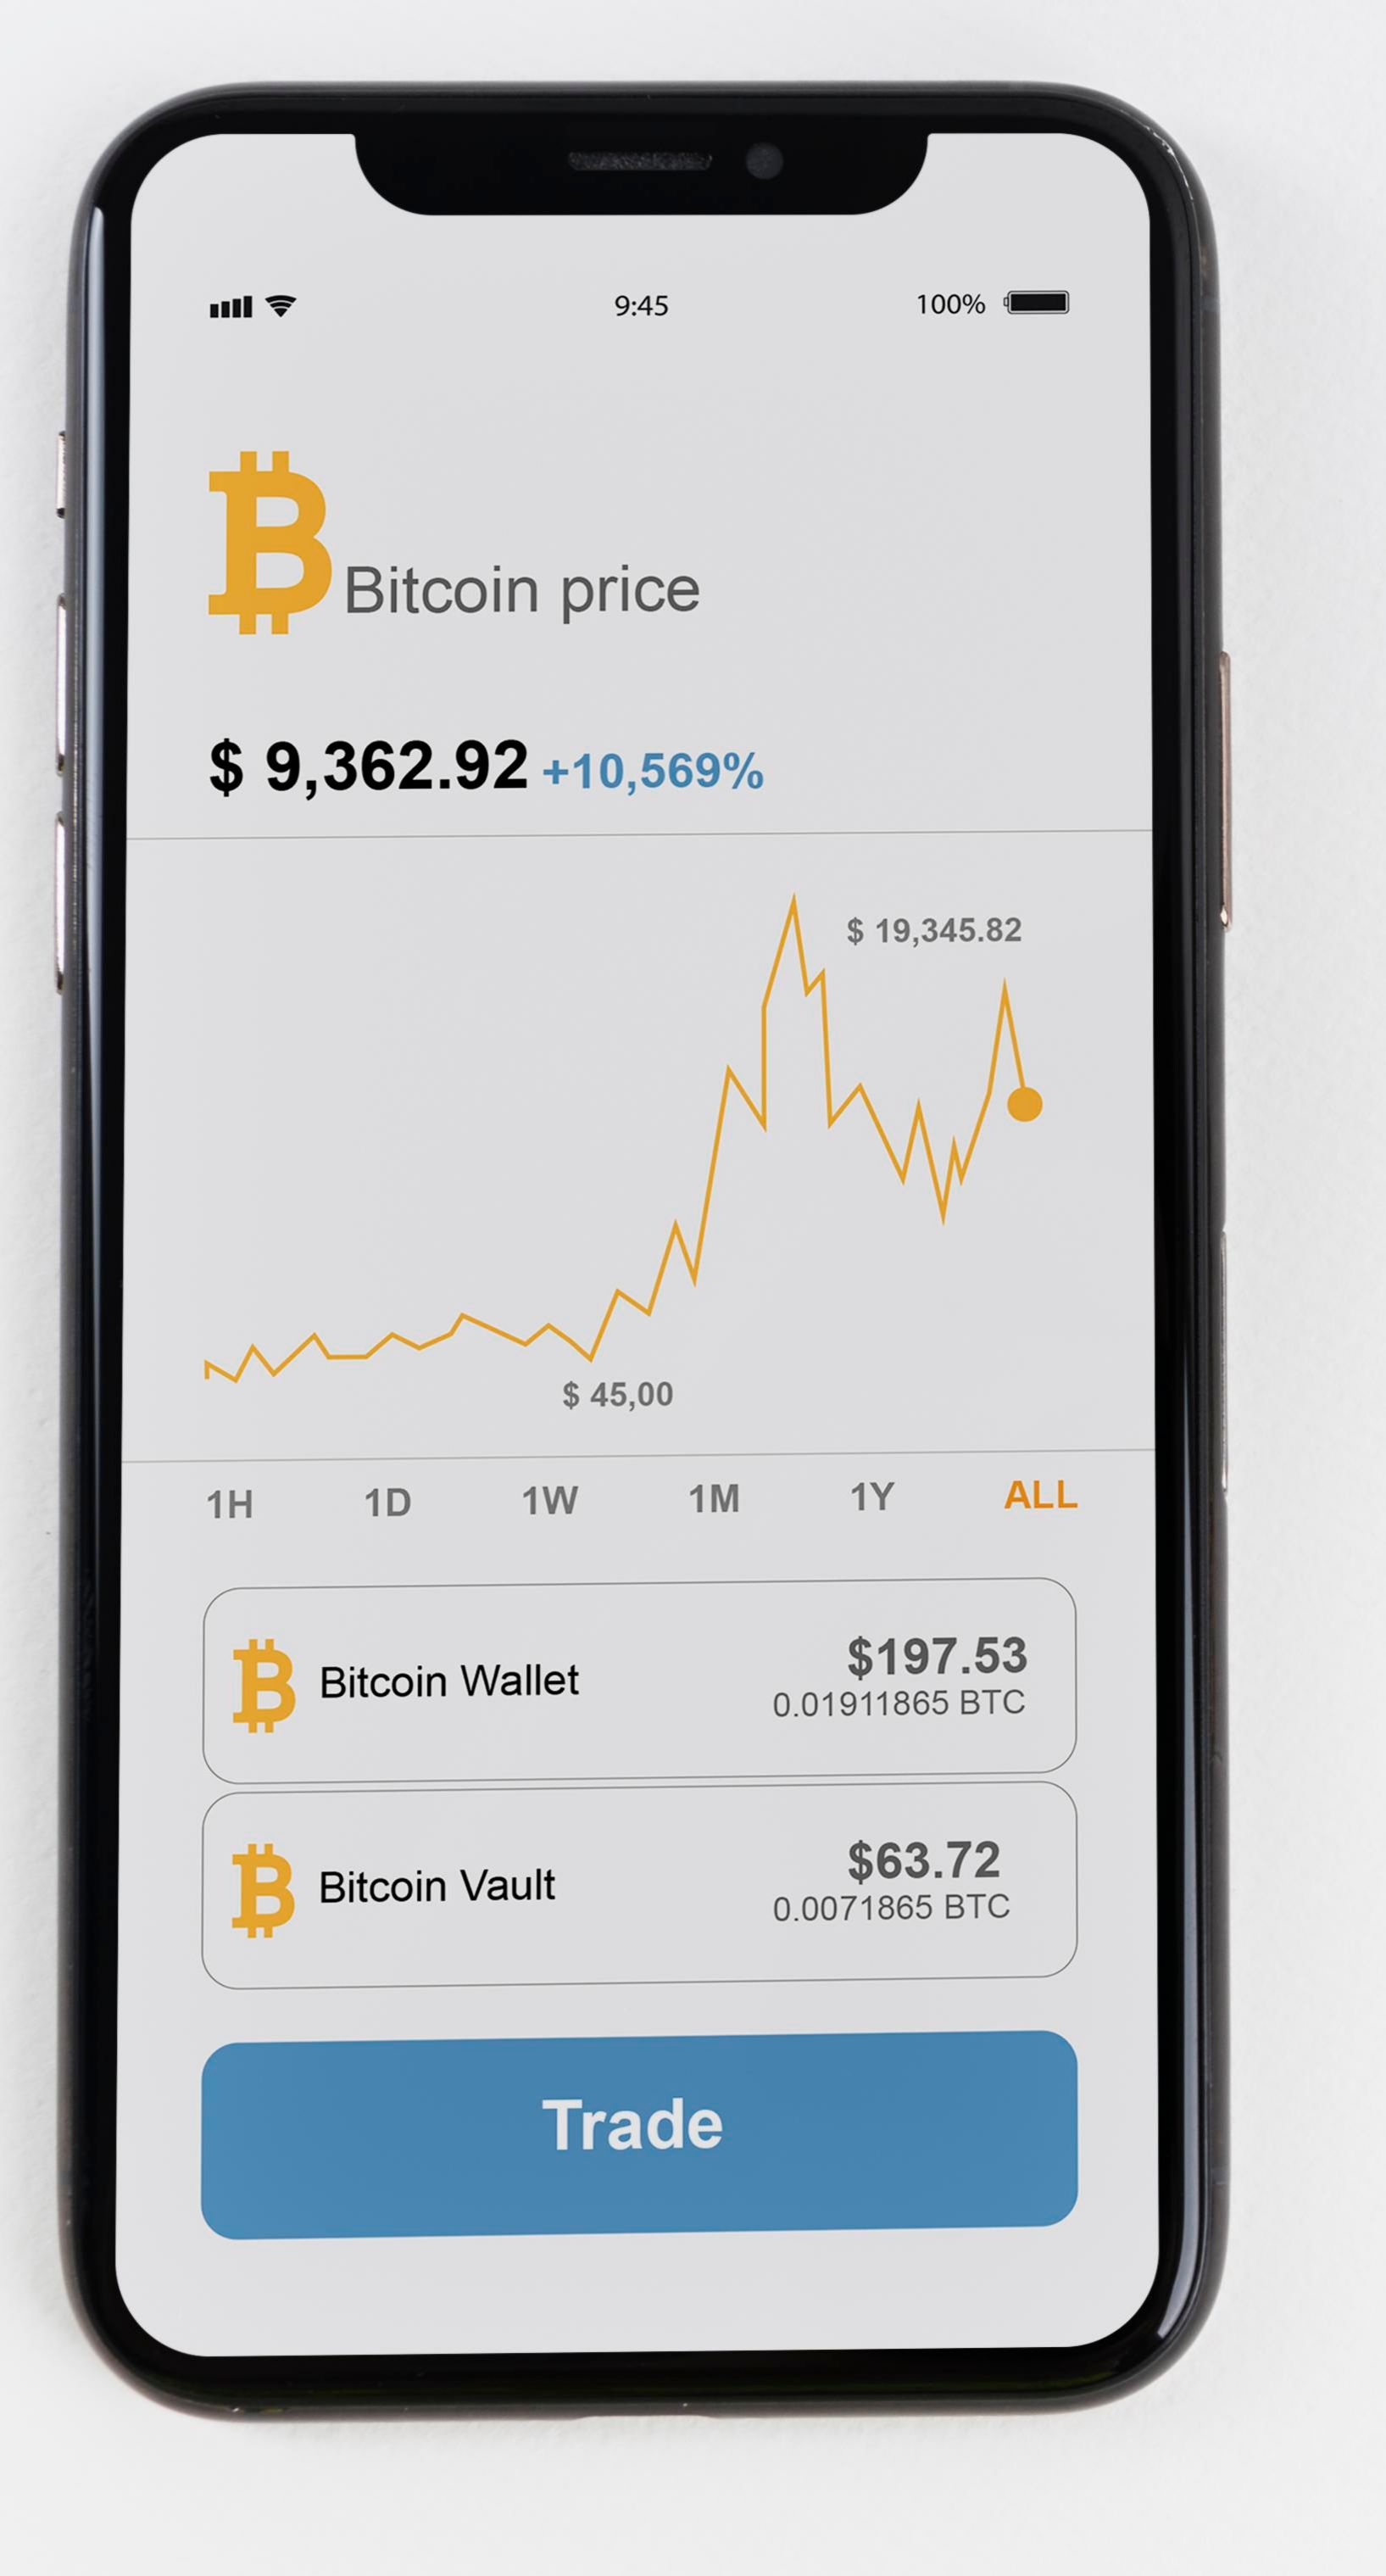 9:45 100%
Bitcoin price
$ 9,362.92 +10,569%
$ 19,345.82
$ 45,00
1H 1D 1W 1M 1Y ALL
Bitcoin Wallet $197.53
0.01911865 BTC
Bitcoin Vault $63.72
0.0071865 BTC
Trade